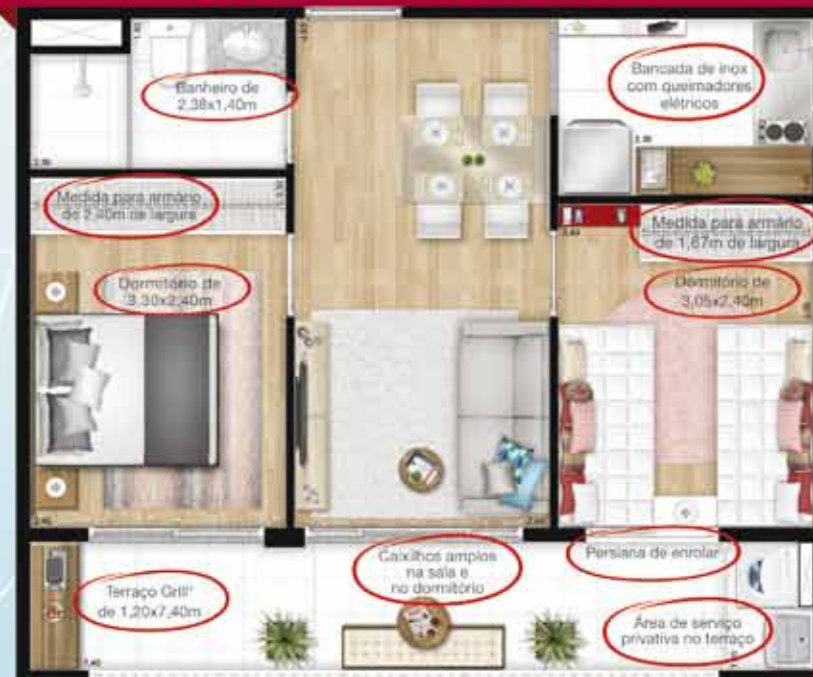 Banheiro de
2,38x1,40m
Bancada de inox
com queimadores
elétricos
Medida para armário
de 2,40m de largura
Medida para armário
de 1,67m de largura
Dormitório de
3,30x2,40m
Dormitório de
3,05x2,40m
Terraço Grill*
de 1,20x7,40m
Caixilhos amplos
na sala e
no dormitório
Persiana de enrolar
Área de serviço
privativa no terraço